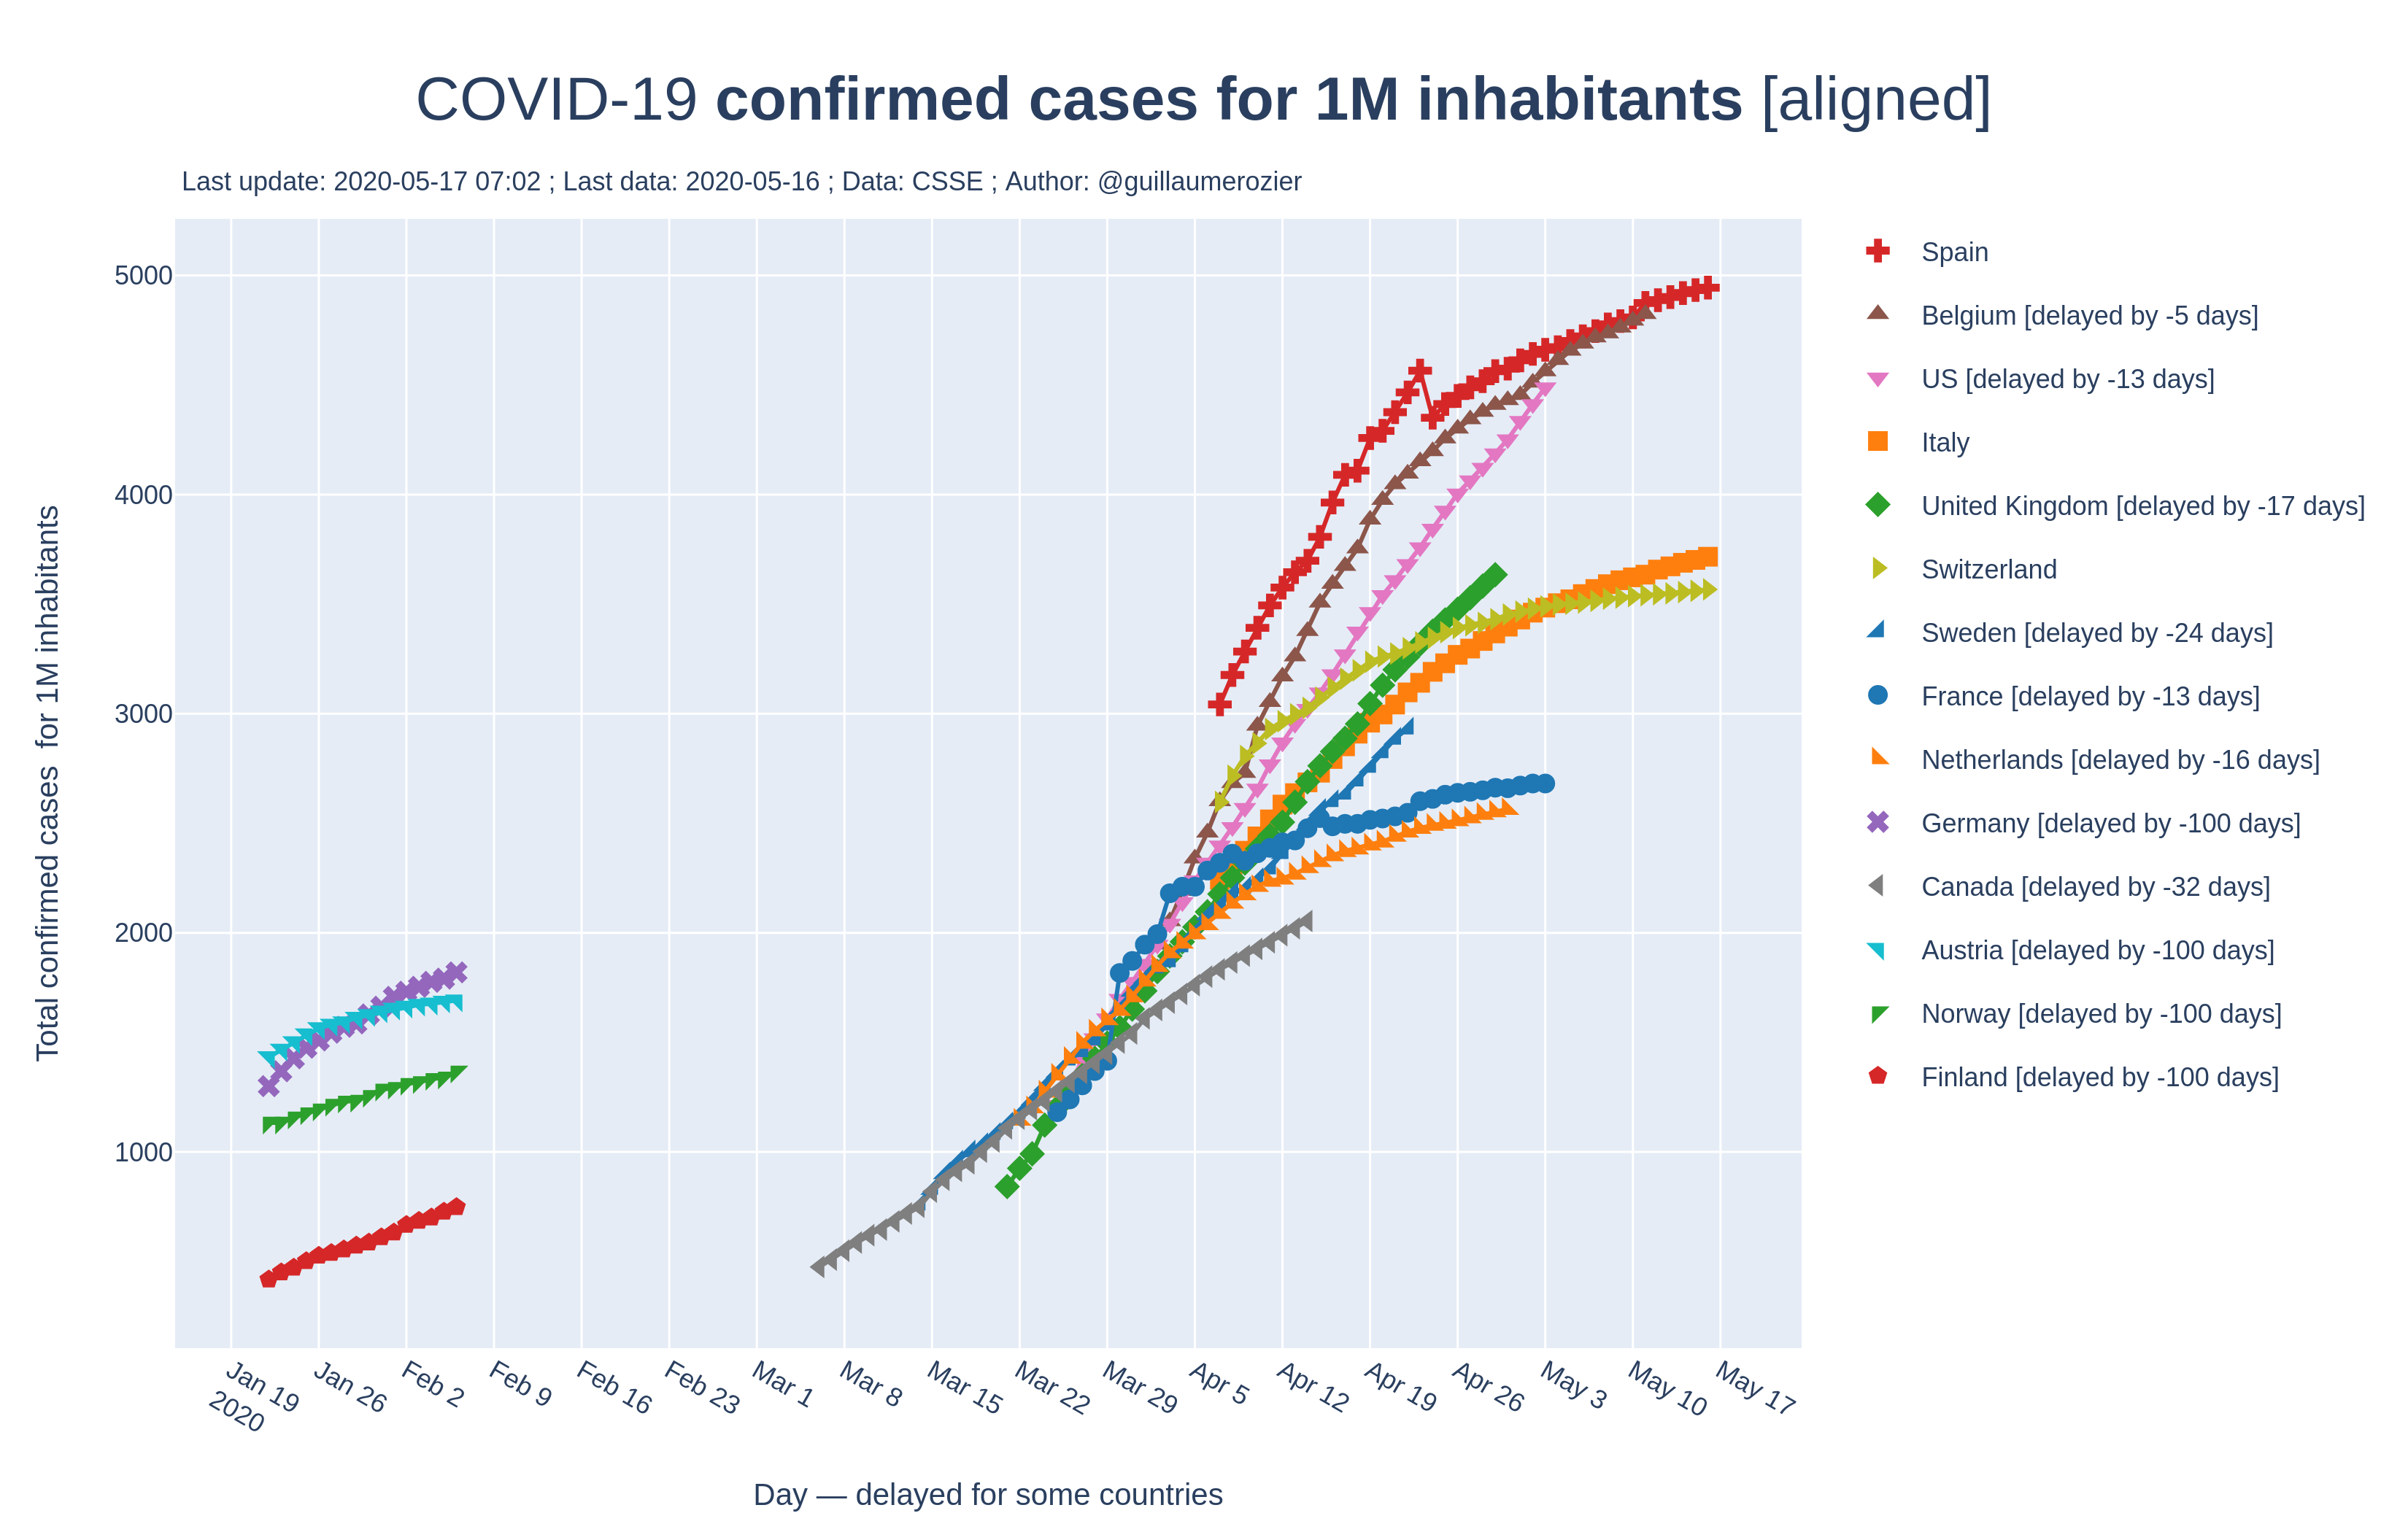 COVID-19 confirmed cases for 1M inhabitants [aligned]
Last update: 2020-05-17 07:02 ; Last data: 2020-05-16 ; Data: CSSE ; Author: @guillaumerozier
Total confirmed cases  for 1M inhabitants
5000
4000
3000
2000
1000
Jan 19
2020
Jan 26
Feb 2
Feb 9
Feb 16
Feb 23
Mar 1
Mar 8
Mar 15
Mar 22
Mar 29
Apr 5
Apr 12
Apr 19
Apr 26
May 3
May 10
May 17
Day — delayed for some countries
Spain
Belgium [delayed by -5 days]
US [delayed by -13 days]
Italy
United Kingdom [delayed by -17 days]
Switzerland
Sweden [delayed by -24 days]
France [delayed by -13 days]
Netherlands [delayed by -16 days]
Germany [delayed by -100 days]
Canada [delayed by -32 days]
Austria [delayed by -100 days]
Norway [delayed by -100 days]
Finland [delayed by -100 days]